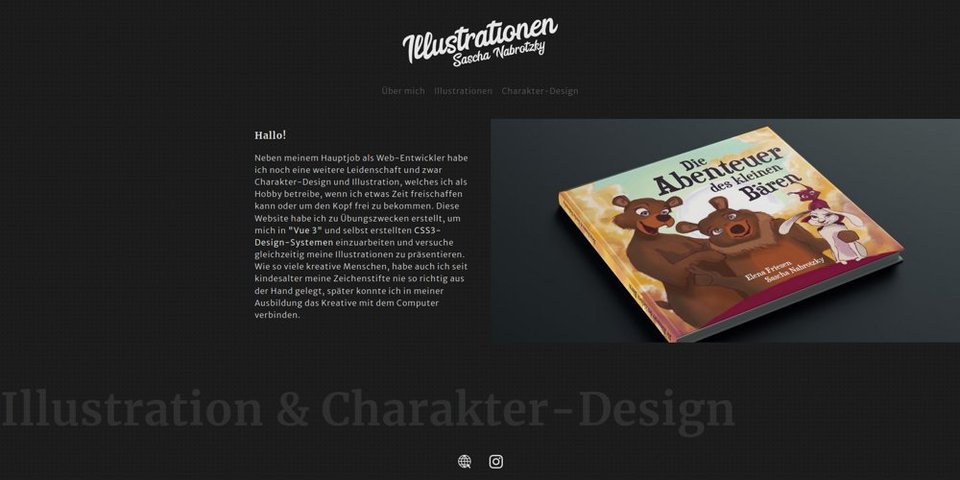 Illustrationen
Sascha Nabrotzky
Über mich Illustrationen Charakter-Design
Hallo!
Neben meinem Hauptjob als Web-Entwickler habe
ich noch eine weitere Leidenschaft und zwar
Charakter-Design und Illustration, welches ich als
Hobby betreibe, wenn ich etwas Zeit freischaffen
kann oder um den Kopf frei zu bekommen. Diese
Website habe ich zu Übungszwecken erstellt, um
mich in "Vue 3" und selbst erstellten CSS3-
Design-Systemen einzuarbeiten und versuche
gleichzeitig meine Illustrationen zu präsentieren.
Wie so viele kreative Menschen, habe auch ich seit
kindesalter meine Zeichenstifte nie so richtig aus
der Hand gelegt, später konnte ich in meiner
Ausbildung das Kreative mit dem Computer
verbinden.
Die
Abenteuer
des kleinen
Bären
Elena Friesen
Sascha Nabrotzky
Illustration & Charakter-Design